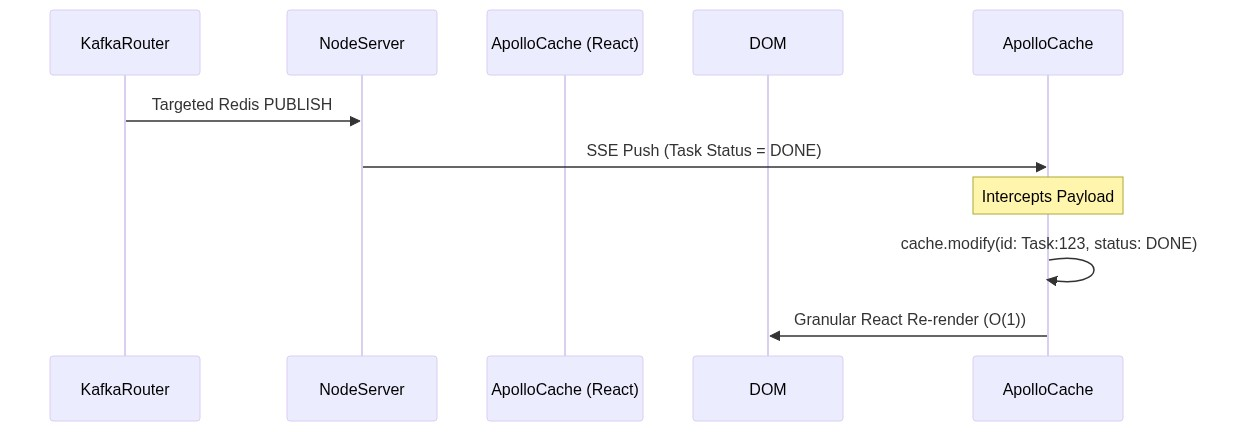 KafkaRouter
NodeServer
ApolloCache (React)
DOM
ApolloCache
Targeted Redis PUBLISH
SSE Push (Task Status = DONE)
Intercepts Payload
cache.modify(id: Task:123, status: DONE)
Granular React Re-render (O(1))
KafkaRouter
NodeServer
ApolloCache (React)
DOM
ApolloCache